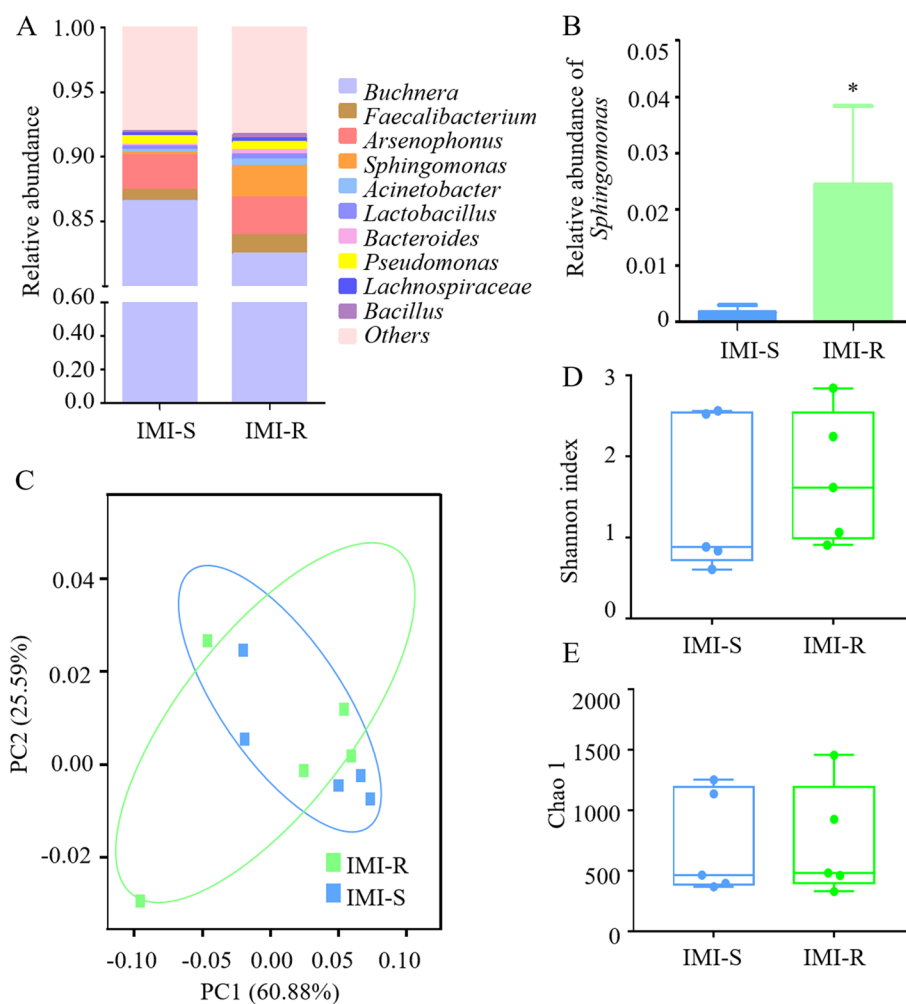 A
Relative abundance
1.00
0.95
0.90
0.85
0.60
0.40
0.20
0.0
IMI-S
IMI-R
Buchnera
Faecalibacterium
Arsenophonus
Sphingomonas
Acinetobacter
Lactobacillus
Bacteroides
Pseudomonas
Lachnospiraceae
Bacillus
Others
B
Relative abundance of
Sphingomonas
0.05
0.04
0.03
0.02
0.01
0
*
IMI-S
IMI-R
C
PC2 (25.59%)
0.04
0.02
0.00
-0.02
IMI-R
IMI-S
-0.10
-0.05
0.00
0.05
0.10
PC1 (60.88%)
D
Shannon index
3
2
1
0
IMI-S
IMI-R
E
Chao 1
2000
1500
1000
500
0
IMI-S
IMI-R